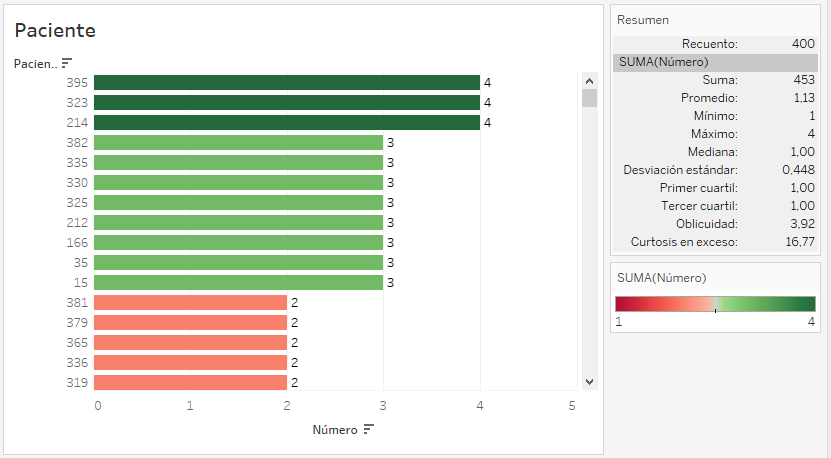 Paciente
Pacien..
395 4
323 4
214 4
382 3
335 3
330 3
325 3
212 3
166 3
35 3
15 3
381 2
379 2
365 2
336 2
319 2
0 1 2 3 4 5
Número
Resumen
Recuento: 400
SUMA(Número)
Suma: 453
Promedio: 1,13
Mínimo: 1
Máximo: 4
Mediana: 1,00
Desviación estándar: 0,448
Primer cuartil: 1,00
Tercer cuartil: 1,00
Oblicuidad: 3,92
Curtosis en exceso: 16,77
SUMA(Número)
1 4